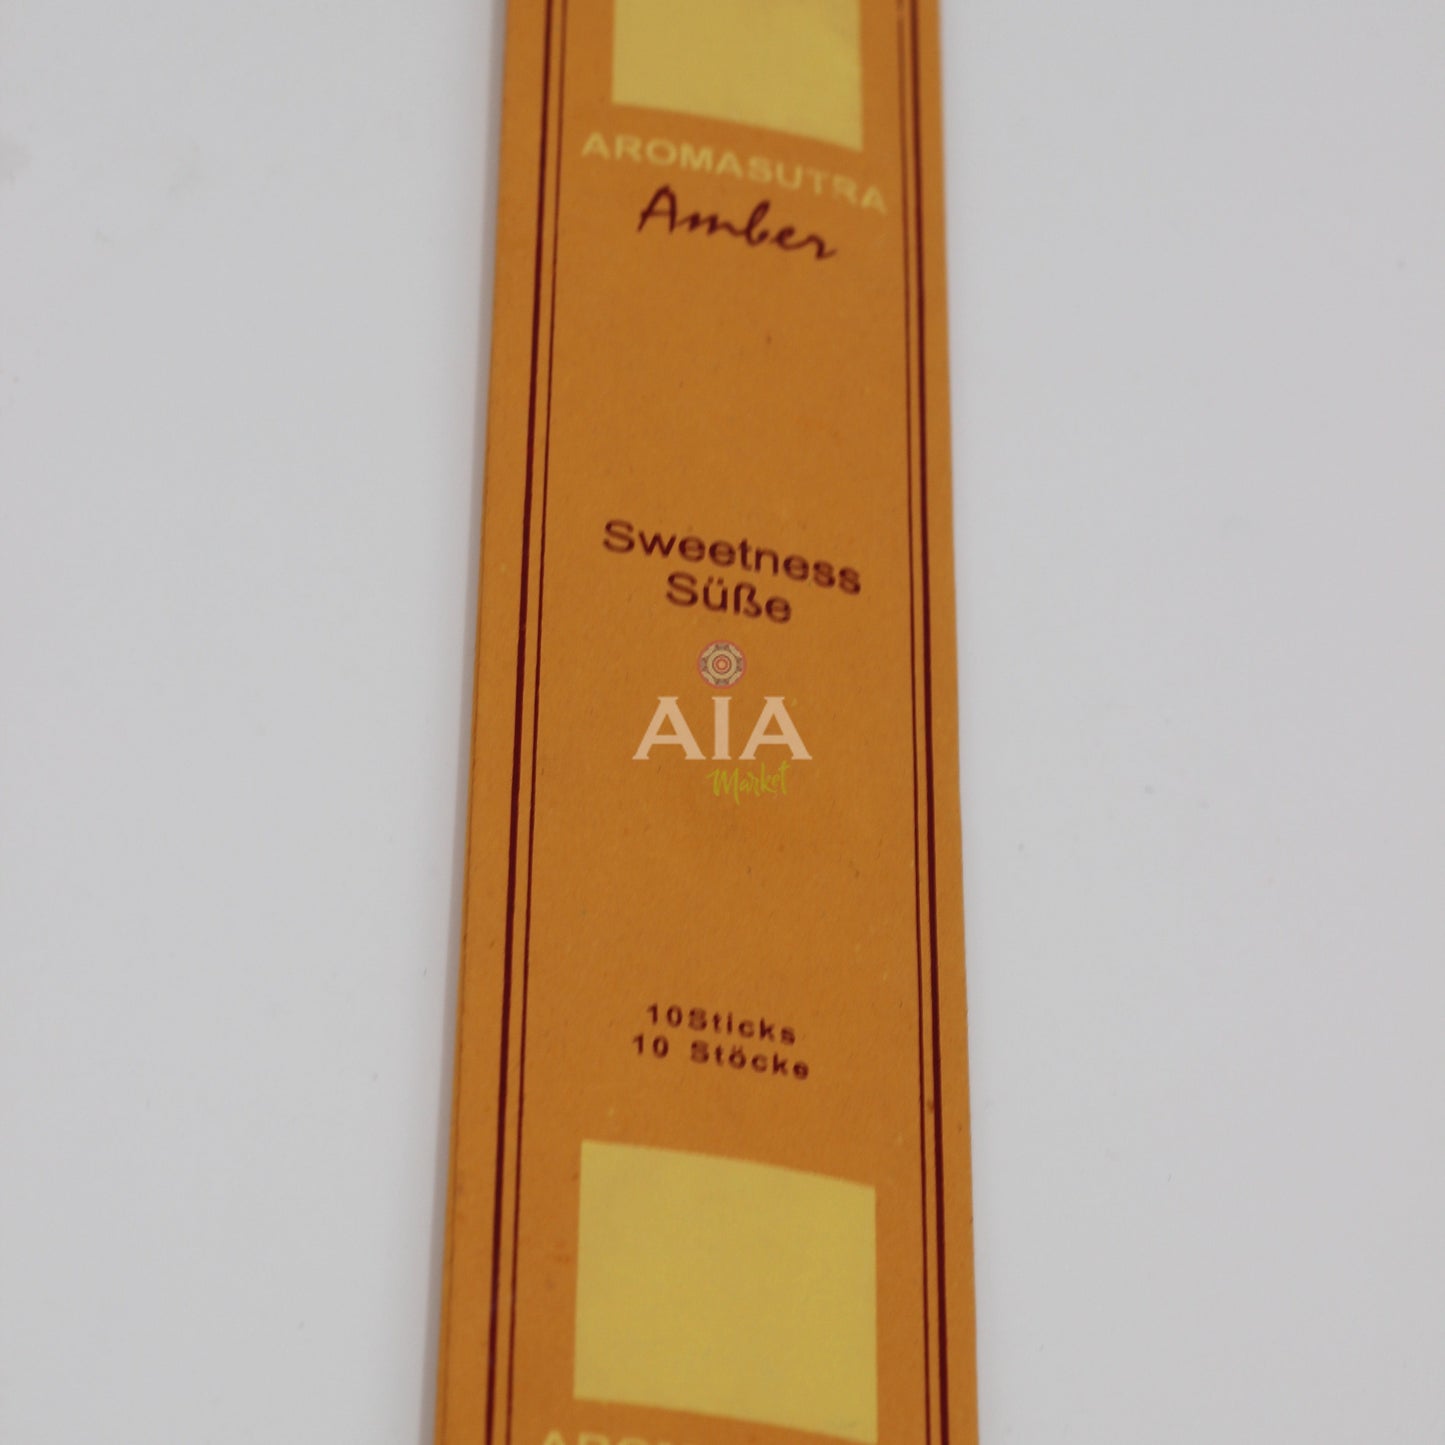 AROMASUTRA
Amber
Sweetness
Süße
AIA
Market
10Sticks
10 Stöcke